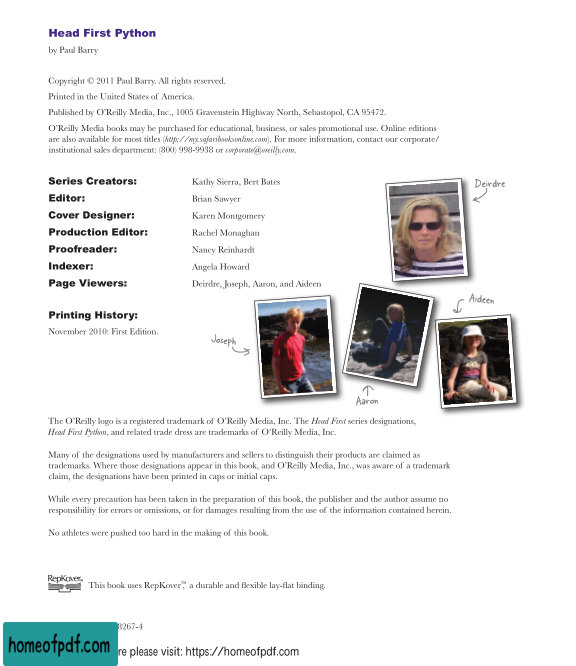 Head First Python
by Paul Barry
Copyright © 2011 Paul Barry. All rights reserved.
Printed in the United States of America.
Published by O'Reilly Media, Inc., 1005 Gravenstein Highway North, Sebastopol, CA 95472.
O'Reilly Media books may be purchased for educational, business, or sales promotional use. Online editions
are also available for most titles (http://my.safaribooksonline.com). For more information, contact our corporate/
institutional sales department: (800) 998-9938 or corporate@oreilly.com.
Series Creators: Kathy Sierra, Bert Bates
Editor: Brian Sawyer
Cover Designer: Karen Montgomery
Production Editor: Rachel Monaghan
Proofreader: Nancy Reinhardt
Indexer: Angela Howard
Page Viewers: Deirdre, Joseph, Aaron, and Aideen
Deirdre
Printing History:
November 2010: First Edition.
Aideen
Joseph
Aaron
The O'Reilly logo is a registered trademark of O'Reilly Media, Inc. The Head First series designations,
Head First Python, and related trade dress are trademarks of O'Reilly Media, Inc.
Many of the designations used by manufacturers and sellers to distinguish their products are claimed as
trademarks. Where those designations appear in this book, and O'Reilly Media, Inc., was aware of a trademark
claim, the designations have been printed in caps or initial caps.
While every precaution has been taken in the preparation of this book, the publisher and the author assume no
responsibility for errors or omissions, or for damages resulting from the use of the information contained herein.
No athletes were pushed too hard in the making of this book.
RepKover™
This book uses RepKover™, a durable and flexible lay-flat binding.
8267-4
homeofpdf.com
re please visit: https://homeofpdf.com